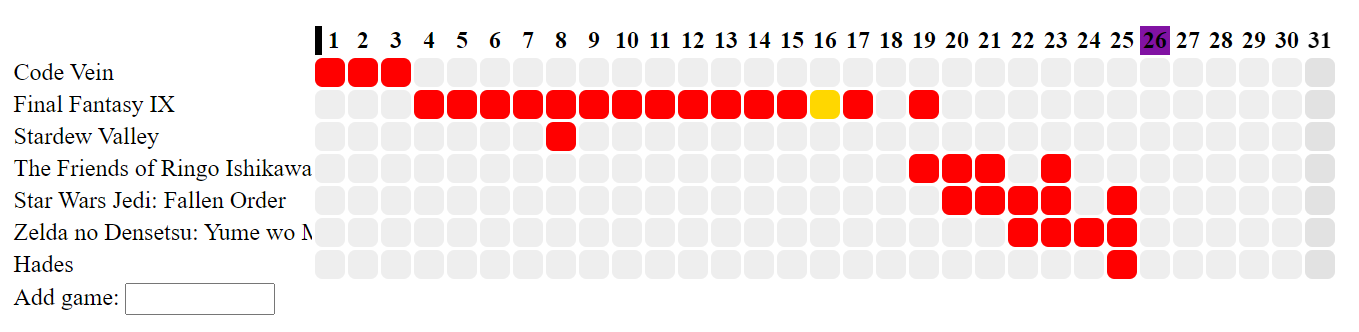 1 2 3 4 5 6 7 8 9 10 11 12 13 14 15 16 17 18 19 20 21 22 23 24 25 26 27 28 29 30 31
Code Vein
Final Fantasy IX
Stardew Valley
The Friends of Ringo Ishikawa
Star Wars Jedi: Fallen Order
Zelda no Densetsu: Yume wo
Hades
Add game: